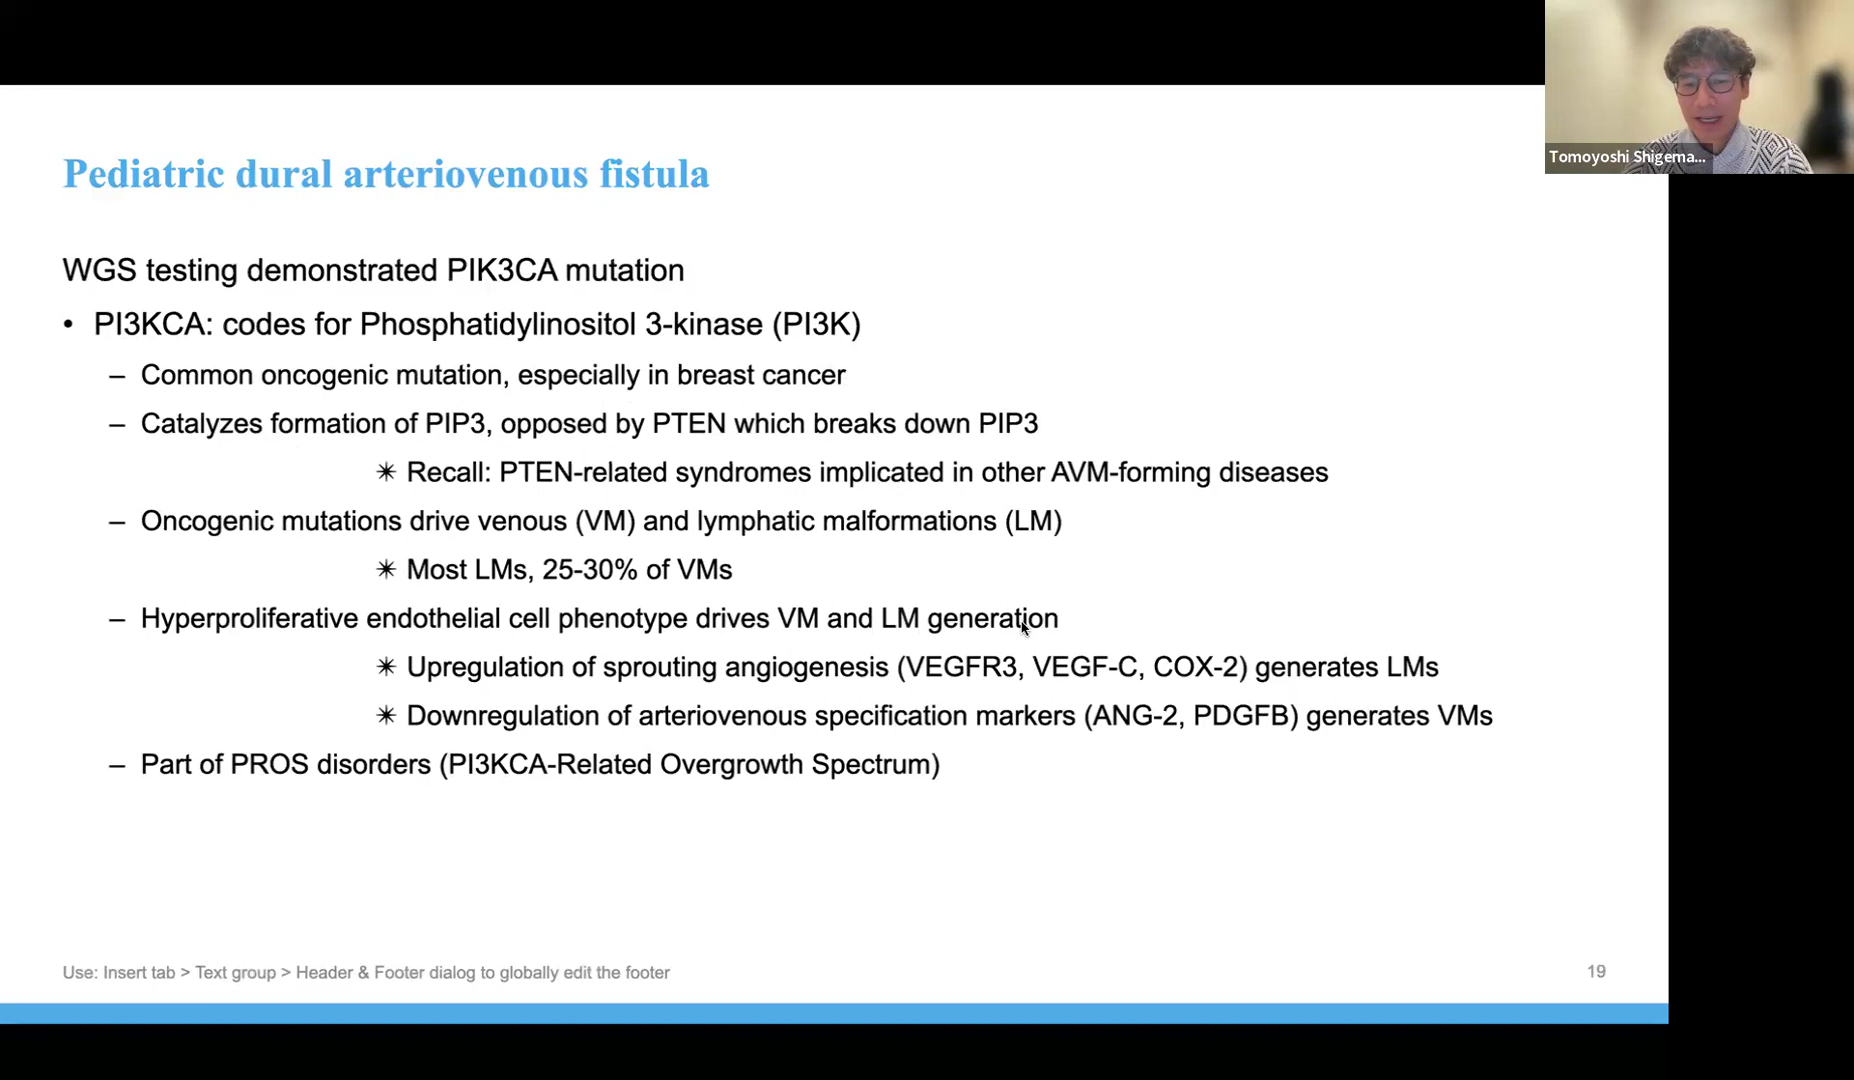 Tomoyoshi Shigema...
Pediatric dural arteriovenous fistula
WGS testing demonstrated PIK3CA mutation
• PI3KCA: codes for Phosphatidylinositol 3-kinase (PI3K)
– Common oncogenic mutation, especially in breast cancer
– Catalyzes formation of PIP3, opposed by PTEN which breaks down PIP3
✴ Recall: PTEN-related syndromes implicated in other AVM-forming diseases
– Oncogenic mutations drive venous (VM) and lymphatic malformations (LM)
✴ Most LMs, 25-30% of VMs
– Hyperproliferative endothelial cell phenotype drives VM and LM generation
✴ Upregulation of sprouting angiogenesis (VEGFR3, VEGF-C, COX-2) generates LMs
✴ Downregulation of arteriovenous specification markers (ANG-2, PDGFB) generates VMs
– Part of PROS disorders (PI3KCA-Related Overgrowth Spectrum)
Use: Insert tab > Text group > Header & Footer dialog to globally edit the footer
19